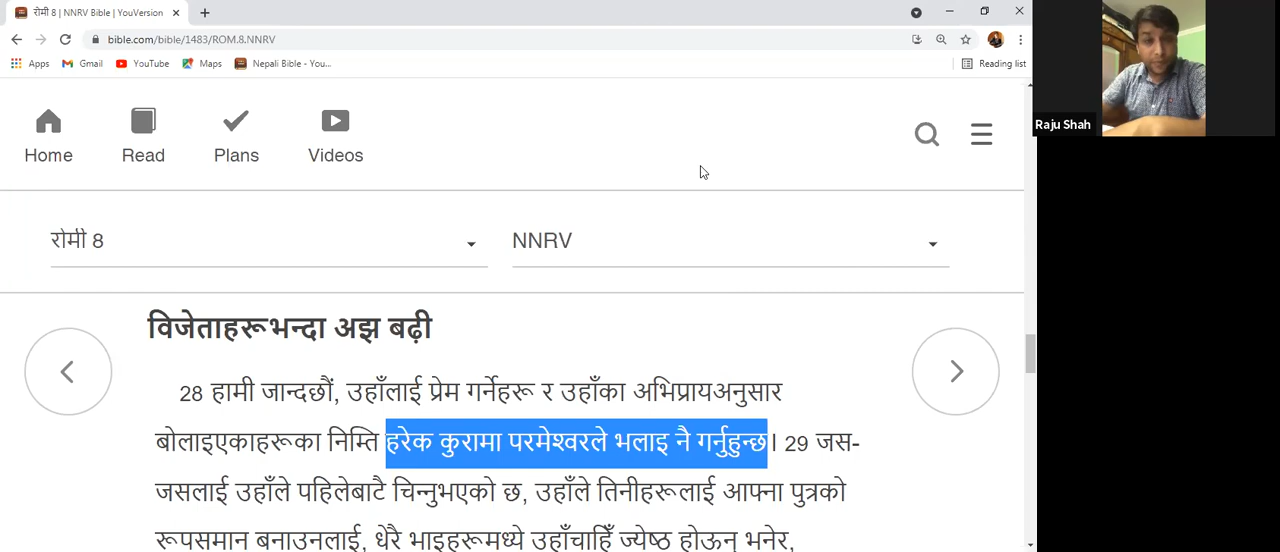 रोमी 8 | NNRV Bible | YouVersion
bible.com/bible/1483/ROM.8.NNRV
Apps Gmail YouTube Maps Nepali Bible - You... Reading list
Raju Shah
Home Read Plans Videos
रोमी 8 NNRV
विजेताहरूभन्दा अझ बढ़ी
28 हामी जान्दछौं, उहाँलाई प्रेम गर्नेहरू र उहाँका अभिप्रायअनुसार
बोलाइएकाहरूका निम्ति हरेक कुरामा परमेश्वरले भलाइ नै गर्नुहुन्छ। 29 जस-
जसलाई उहाँले पहिलेबाटै चिन्नुभएको छ, उहाँले तिनीहरूलाई आफ्ना पुत्रको
रूपसमान बनाउनलाई, धेरै भाइहरूमध्ये उहाँचाहिँ ज्येष्ठ होऊन् भनेर,